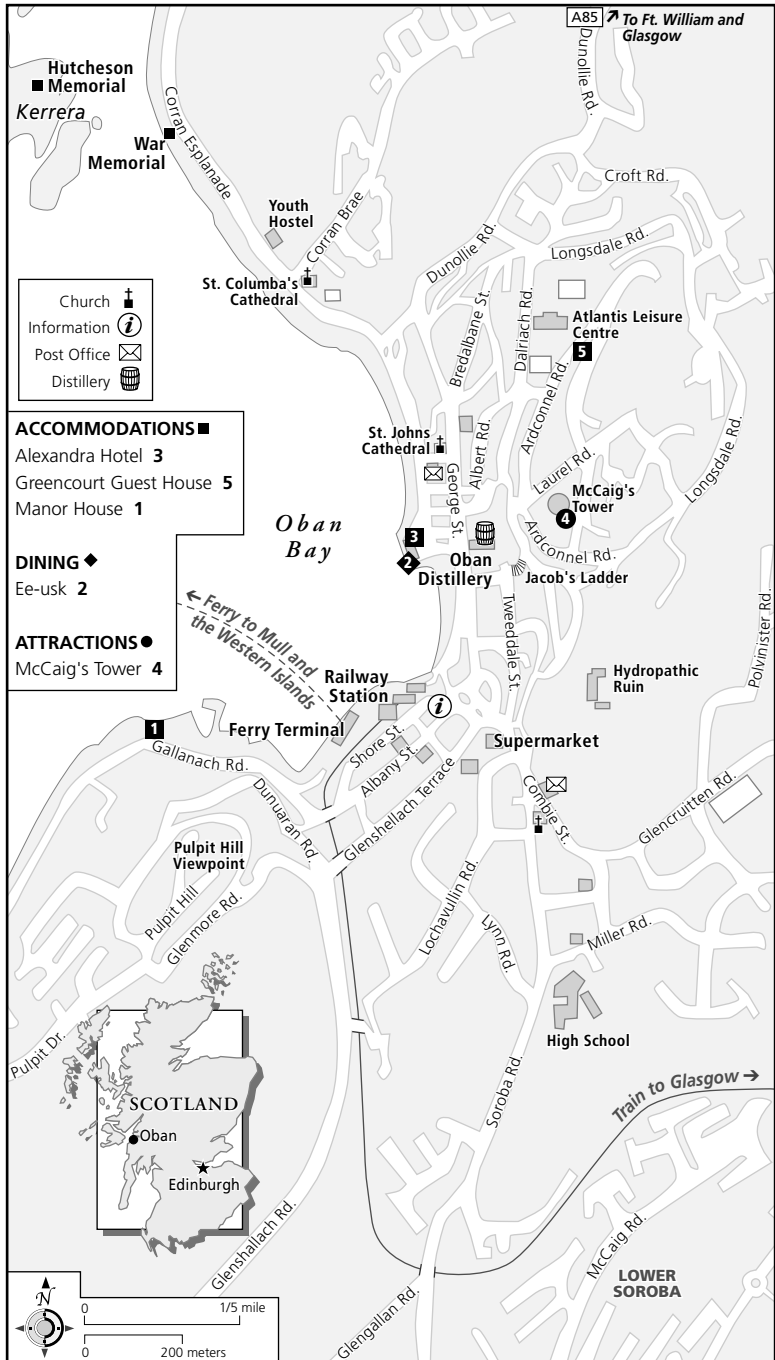 A85
To Ft. William and
Glasgow
Dunollie Rd.
Hutcheson
Memorial
Kerrera
War
Memorial
Corran Esplanade
Croft Rd.
Youth
Hostel
Corran Brae
Dunollie Rd.
Longsdale Rd.
St. Columba's
Cathedral
Church
Information i
Post Office
Distillery
Bredalbane St.
Dalriach Rd.
Atlantis Leisure
Centre
5
Ardconnel Rd.
ACCOMMODATIONS
Alexandra Hotel 3
Greencourt Guest House 5
Manor House 1
DINING
Ee-usk 2
ATTRACTIONS
McCaig's Tower 4
St. Johns
Cathedral
Albert Rd.
George St.
Laurel Rd.
Longsdale Rd.
McCaig's
Tower
4
Oban
Bay
3
2
Oban
Distillery
Ardconnel Rd.
Jacob's Ladder
Tweeddale St.
Ferry to Mull and
the Western Islands
Railway
Station
i
Hydropathic
Ruin
Polvinister Rd.
1
Ferry Terminal
Gallanach Rd.
Shore St.
Albany St.
Supermarket
Glenshellach Terrace
Combie St.
Glencruitten Rd.
Dunuaran Rd.
Pulpit Hill
Viewpoint
Pulpit Hill
Glenmore Rd.
Lochavullin Rd.
Lynn Rd.
Miller Rd.
High School
Pulpit Dr.
Soroba Rd.
Train to Glasgow
SCOTLAND
Oban
Edinburgh
Glenshallach Rd.
McCaig Rd.
LOWER
SOROBA
Glengallan Rd.
N
0 1/5 mile
0 200 meters